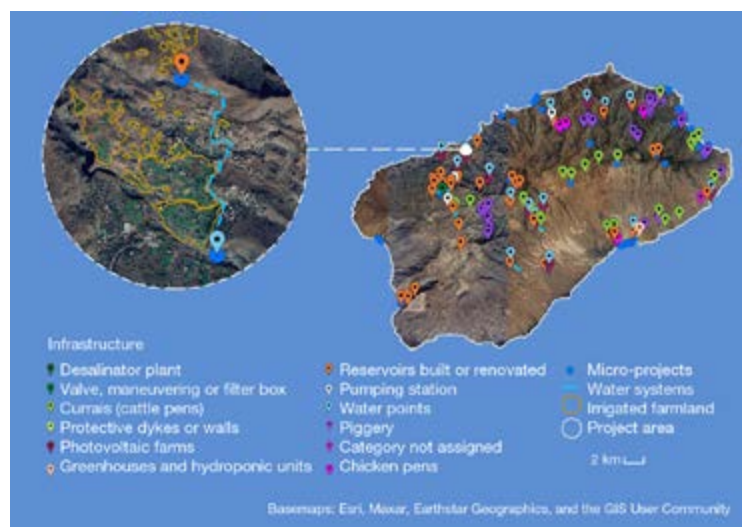 Infrastructure
Desalinator plant
Valve, maneuvering or filter box
Currais (cattle pens)
Protective dykes or walls
Photovoltaic farms
Greenhouses and hydroponic units
Reservoirs built or renovated
Pumping station
Water points
Piggery
Category not assigned
Chicken pens
Micro-projects
Water systems
Irrigated farmland
Project area
2 km
Basemaps: Esri, Maxar, Earthstar Geographics, and the GIS User Community